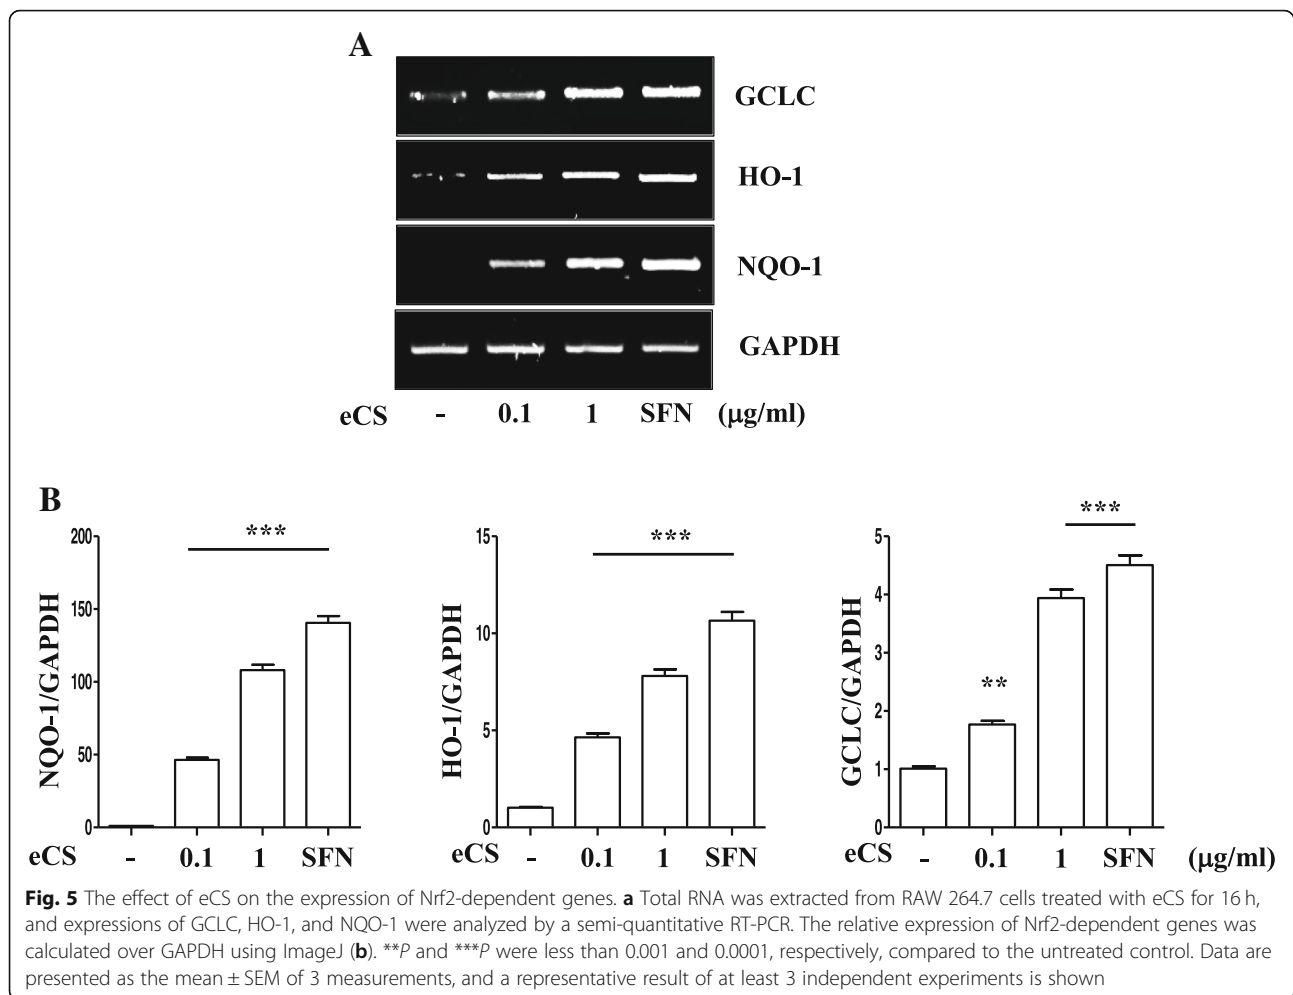 A
GCLC
HO-1
NQO-1
GAPDH
eCS - 0.1 1 SFN (μg/ml)
B
NQO-1/GAPDH
200
150
100
50
0
***
eCS - 0.1 1 SFN
HO-1/GAPDH
15
10
5
0
***
eCS - 0.1 1 SFN
GCLC/GAPDH
5
4
3
2
1
0
**
***
eCS - 0.1 1 SFN (μg/ml)
Fig. 5 The effect of eCS on the expression of Nrf2-dependent genes. a Total RNA was extracted from RAW 264.7 cells treated with eCS for 16 h,
and expressions of GCLC, HO-1, and NQO-1 were analyzed by a semi-quantitative RT-PCR. The relative expression of Nrf2-dependent genes was
calculated over GAPDH using ImageJ (b). **P and ***P were less than 0.001 and 0.0001, respectively, compared to the untreated control. Data are
presented as the mean ± SEM of 3 measurements, and a representative result of at least 3 independent experiments is shown